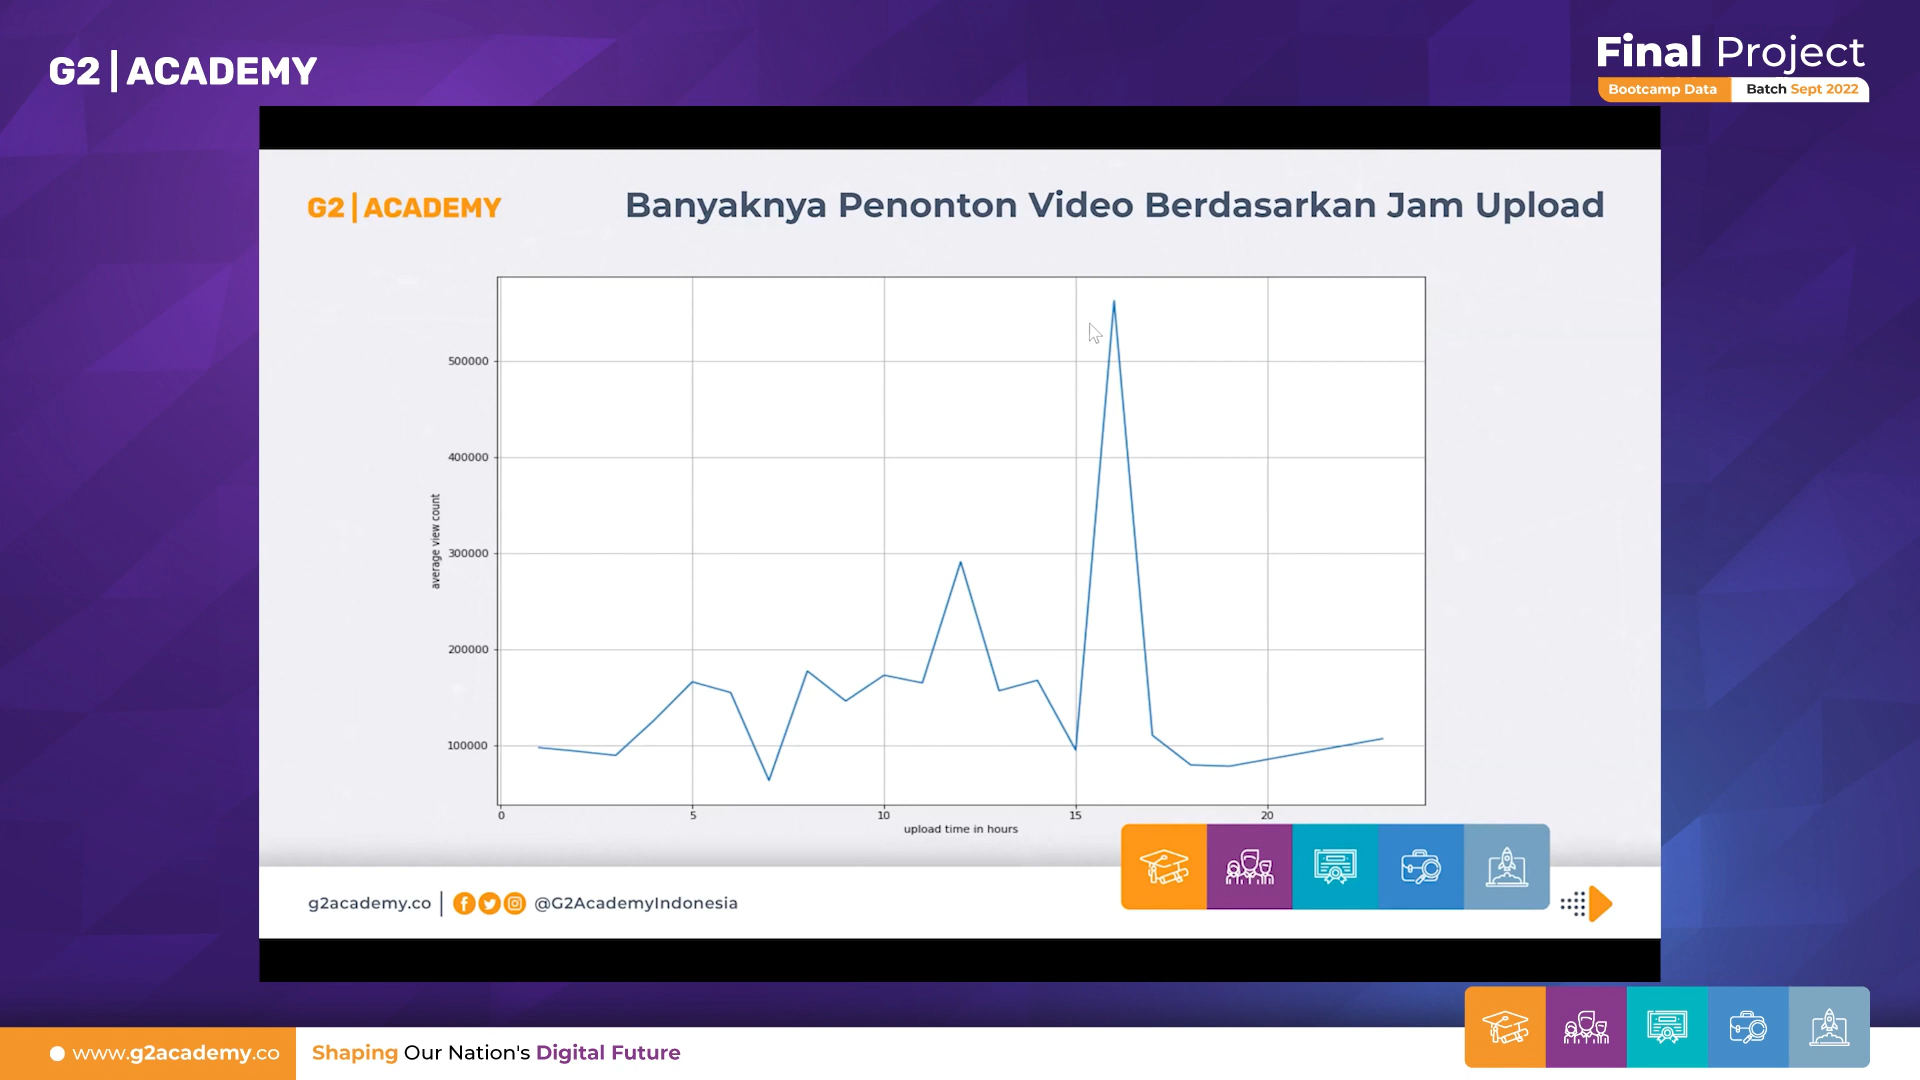 G2 | ACADEMY
Final Project
Bootcamp Data Batch Sept 2022
G2 | ACADEMY
Banyaknya Penonton Video Berdasarkan Jam Upload
500000
400000
300000
200000
100000
average view count
0 5 10 15 20
upload time in hours
g2academy.co | @G2AcademyIndonesia
www.g2academy.co
Shaping Our Nation's Digital Future